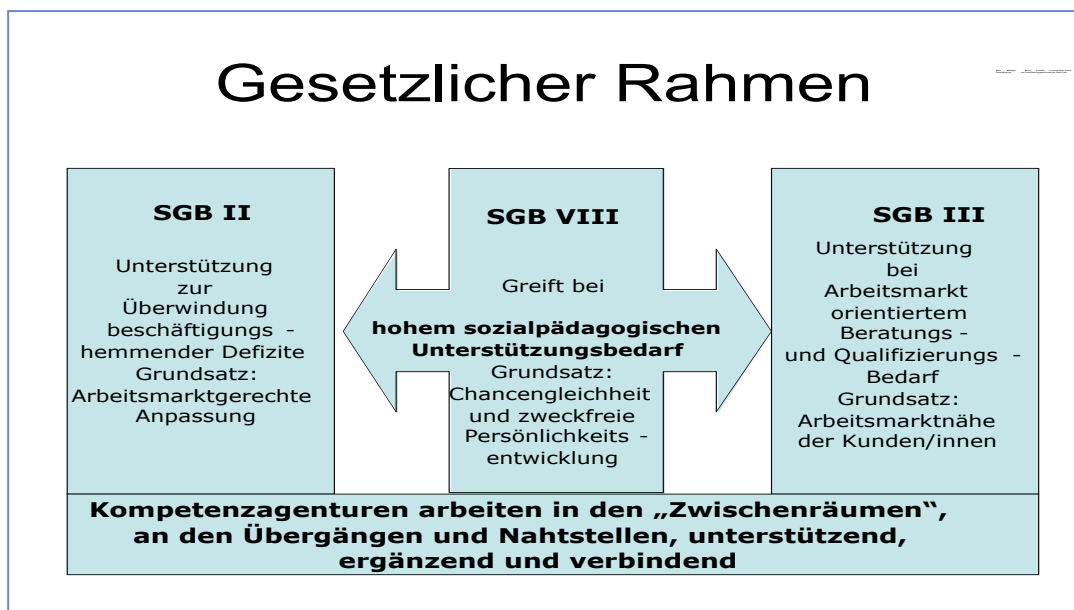 Gesetzlicher Rahmen
SGB II
Unterstützung
zur
Überwindung
beschäftigungs -
hemmender Defizite
Grundsatz:
Arbeitsmarktgerechte
Anpassung
SGB VIII
Greift bei
hohem sozialpädagogischen
Unterstützungsbedarf
Grundsatz:
Chancengleichheit
und zweckfreie
Persönlichkeits -
entwicklung
SGB III
Unterstützung
bei
Arbeitsmarkt
orientiertem
Beratungs -
und Qualifizierungs -
Bedarf
Grundsatz:
Arbeitsmarktnähe
der Kunden/innen
Kompetenzagenturen arbeiten in den „Zwischenräumen“,
an den Übergängen und Nahtstellen, unterstützend,
ergänzend und verbindend